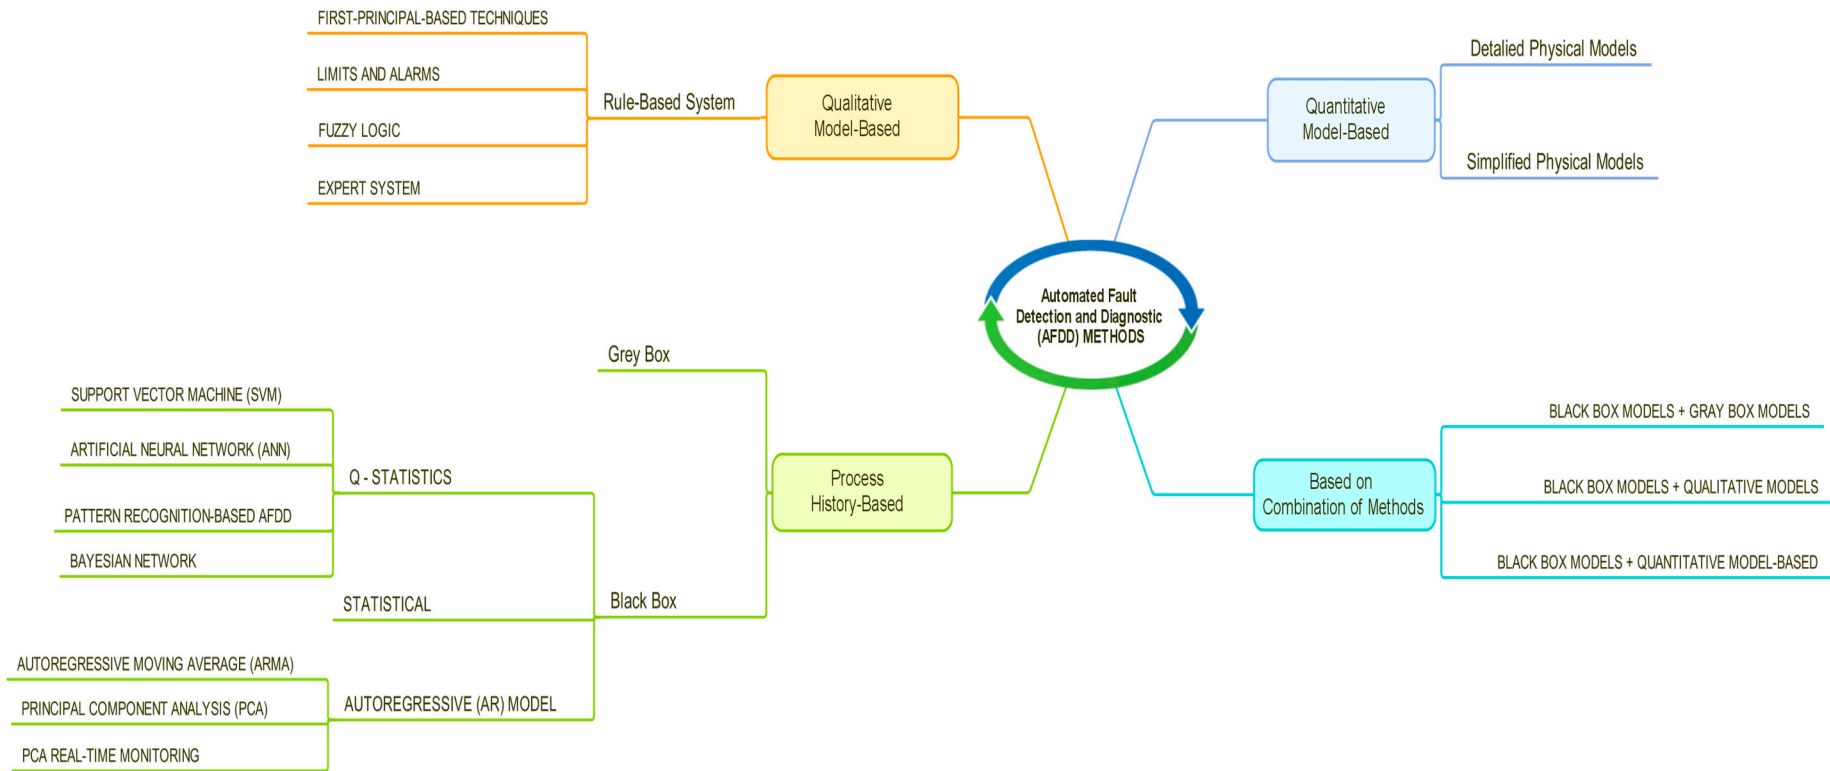 FIRST-PRINCIPAL-BASED TECHNIQUES
LIMITS AND ALARMS
FUZZY LOGIC
EXPERT SYSTEM
Rule-Based System
Qualitative
Model-Based
Quantitative
Model-Based
Detalied Physical Models
Simplified Physical Models
Automated Fault
Detection and Diagnostic
(AFDD) METHODS
Grey Box
SUPPORT VECTOR MACHINE (SVM)
ARTIFICIAL NEURAL NETWORK (ANN)
PATTERN RECOGNITION-BASED AFDD
BAYESIAN NETWORK
Q - STATISTICS
STATISTICAL
AUTOREGRESSIVE MOVING AVERAGE (ARMA)
PRINCIPAL COMPONENT ANALYSIS (PCA)
PCA REAL-TIME MONITORING
AUTOREGRESSIVE (AR) MODEL
Black Box
Process
History-Based
Based on
Combination of Methods
BLACK BOX MODELS + GRAY BOX MODELS
BLACK BOX MODELS + QUALITATIVE MODELS
BLACK BOX MODELS + QUANTITATIVE MODEL-BASED